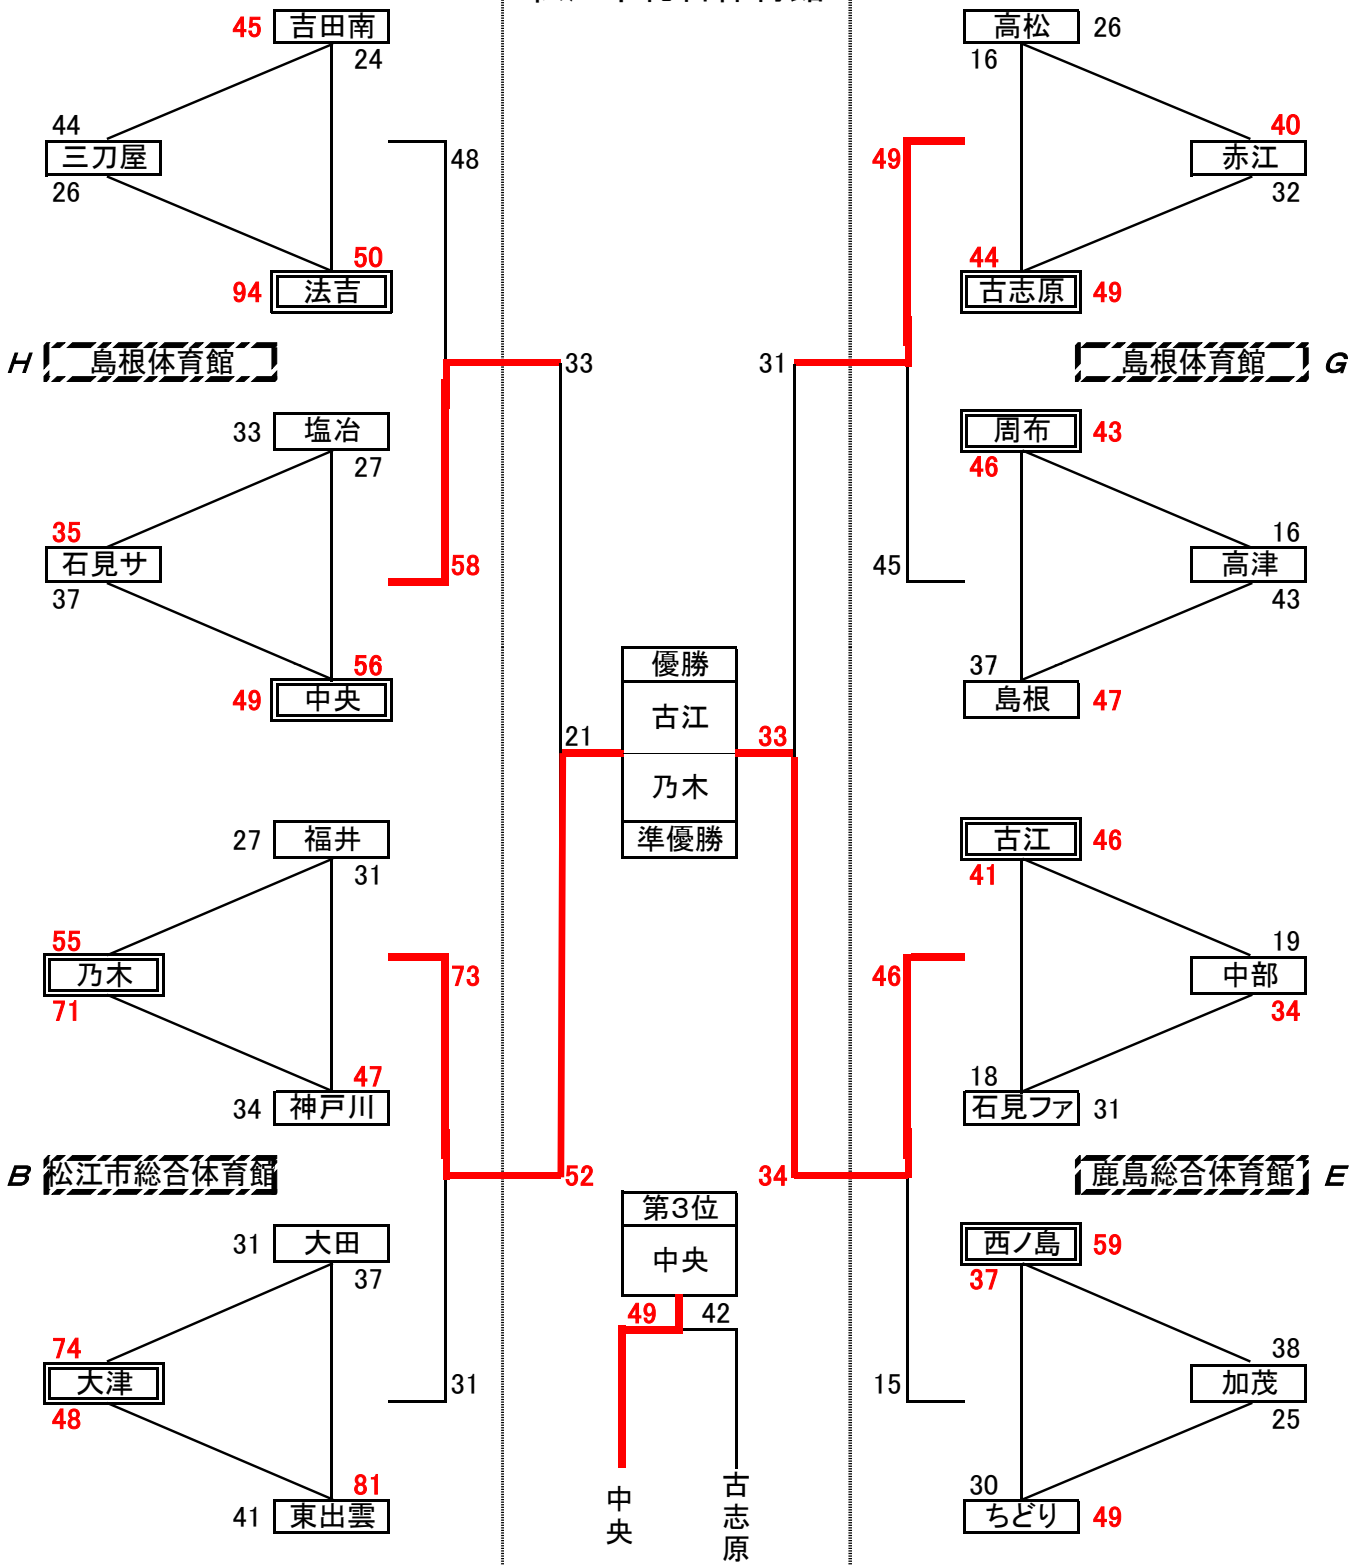 45 吉田南
24
44
三刀屋
26
50
94 法吉
48
H 島根体育館
33
33 塩冶
27
35
石見サ
37
56
49 中央
58
27 福井
31
55
乃木
71
47
34 神戸川
73
B 松江市総合体育館
52
31 大田
37
74
大津
48
81
41 東出雲
31
優勝
古江
21
33
乃木
準優勝
第3位
中央
49
42
中央
古志原
高松 26
16
40
赤江
32
44
古志原 49
49
31
島根体育館 G
周布 43
46
16
高津
43
37
島根 47
45
古江 46
41
19
中部
34
18
石見ファ 31
46
34
鹿島総合体育館 E
西ノ島 59
37
38
加茂
25
30
ちどり 49
15